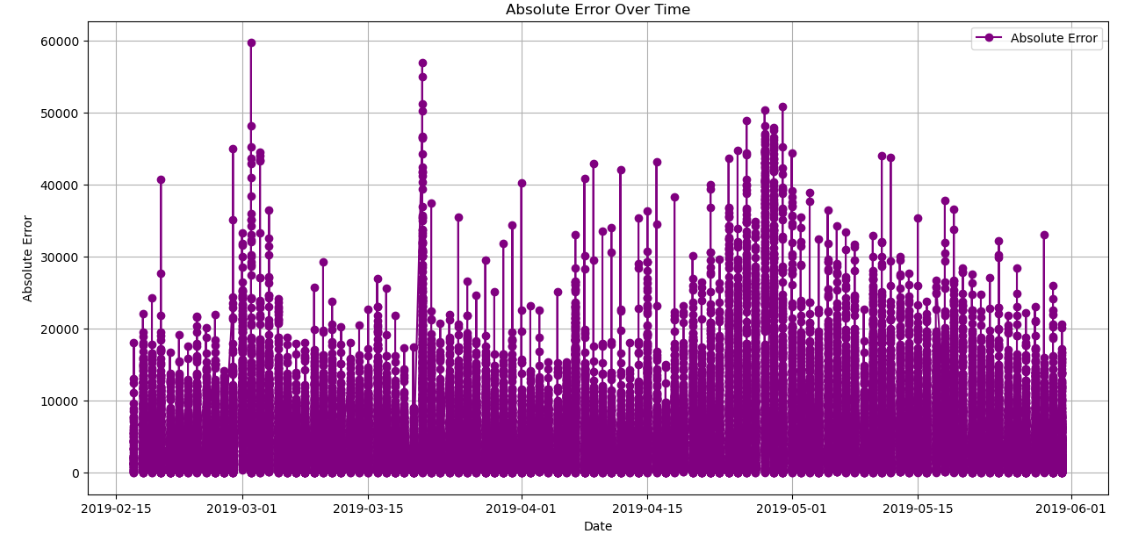 Absolute Error Over Time
Absolute Error
60000
50000
40000
30000
20000
10000
0
Absolute Error
2019-02-15 2019-03-01 2019-03-15 2019-04-01 2019-04-15 2019-05-01 2019-05-15 2019-06-01
Date